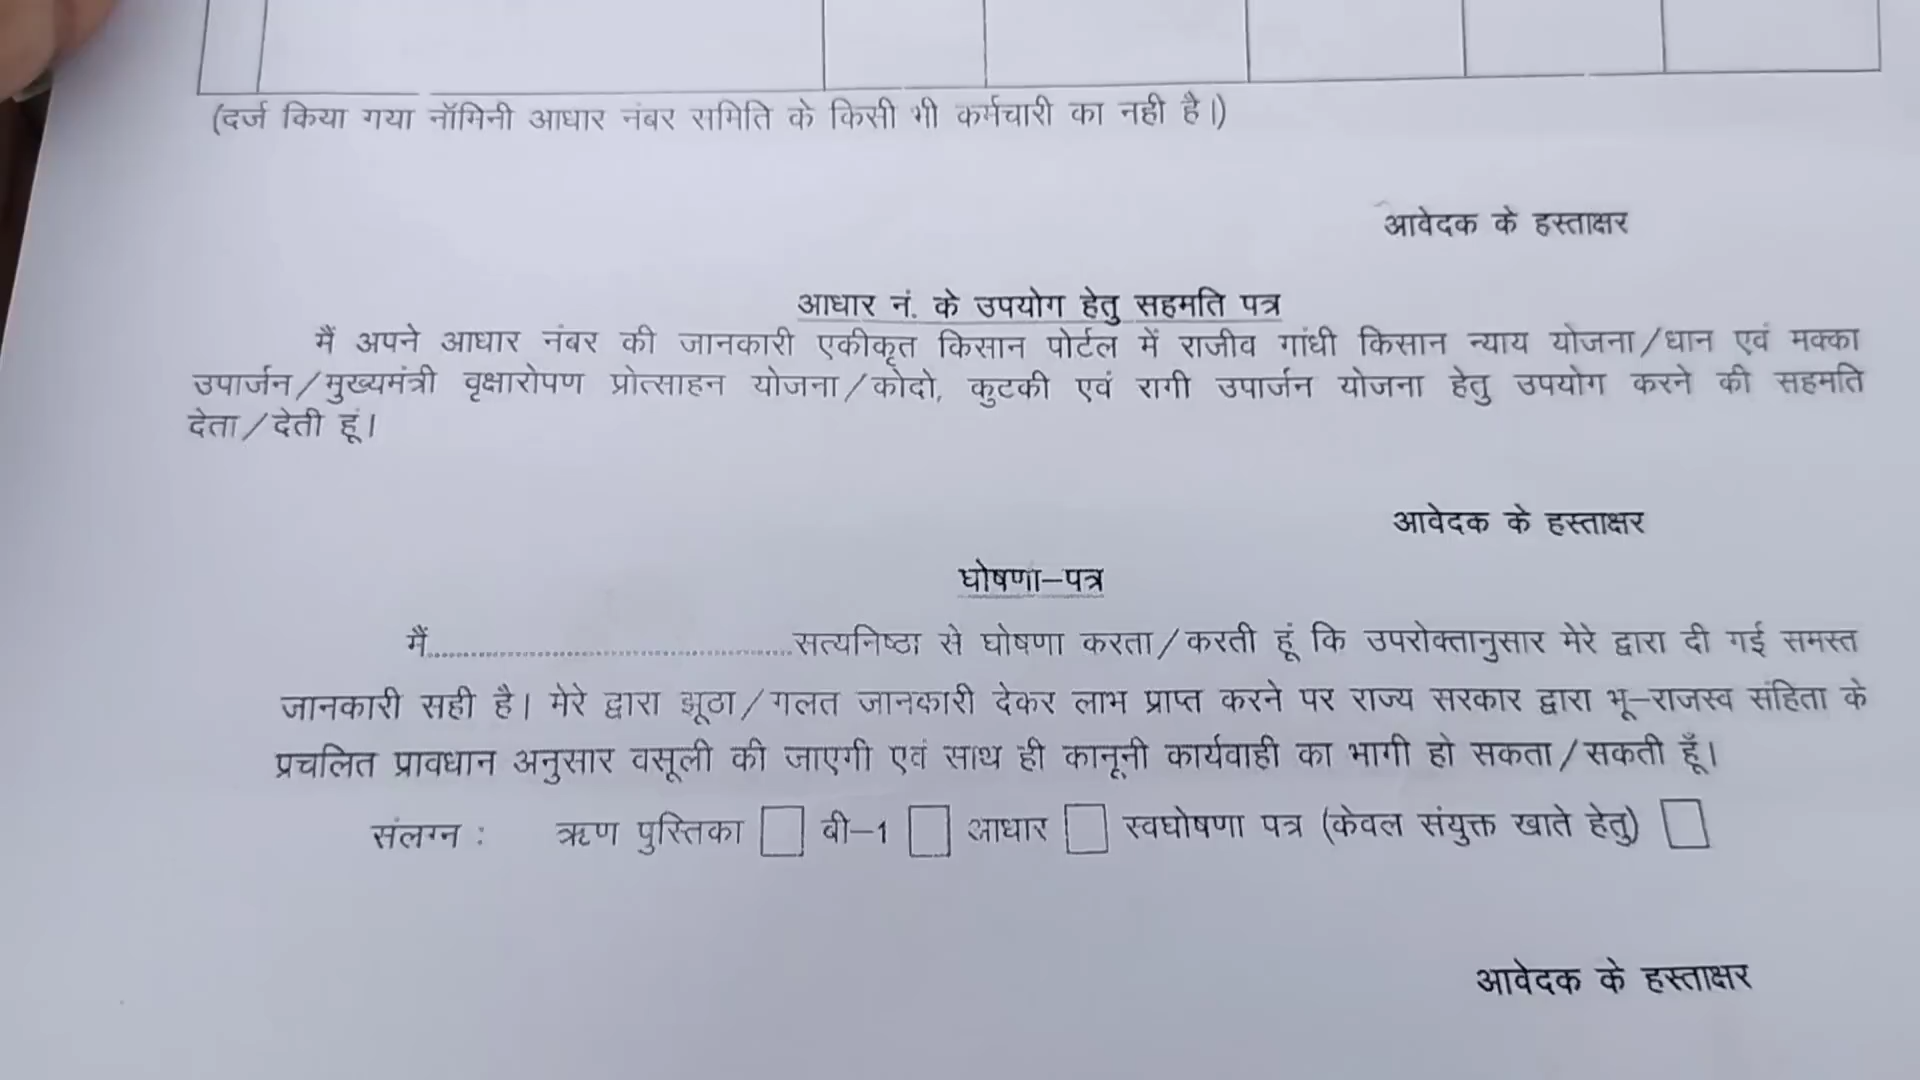 (दर्ज किया गया नॉमिनी आधार नंबर समिति के किसी भी कर्मचारी का नही है।)
आवेदक के हस्ताक्षर
आधार नं. के उपयोग हेतु सहमति पत्र
मैं अपने आधार नंबर की जानकारी एकीकृत किसान पोर्टल में राजीव गांधी किसान न्याय योजना/धान एवं मक्का
उपार्जन/मुख्यमंत्री वृक्षारोपण प्रोत्साहन योजना/कोदो, कुटकी एवं रागी उपार्जन योजना हेतु उपयोग करने की सहमति
देता/देती हूं।
आवेदक के हस्ताक्षर
घोषणा–पत्र
मैं.............................................सत्यनिष्ठा से घोषणा करता/करती हूं कि उपरोक्तानुसार मेरे द्वारा दी गई समस्त
जानकारी सही है। मेरे द्वारा झूठा/गलत जानकारी देकर लाभ प्राप्त करने पर राज्य सरकार द्वारा भू–राजस्व संहिता के
प्रचलित प्रावधान अनुसार वसूली की जाएगी एवं साथ ही कानूनी कार्यवाही का भागी हो सकता/सकती हूँ।
संलग्न : ऋण पुस्तिका बी–1 आधार स्वघोषणा पत्र (केवल संयुक्त खाते हेतु)
आवेदक के हस्ताक्षर